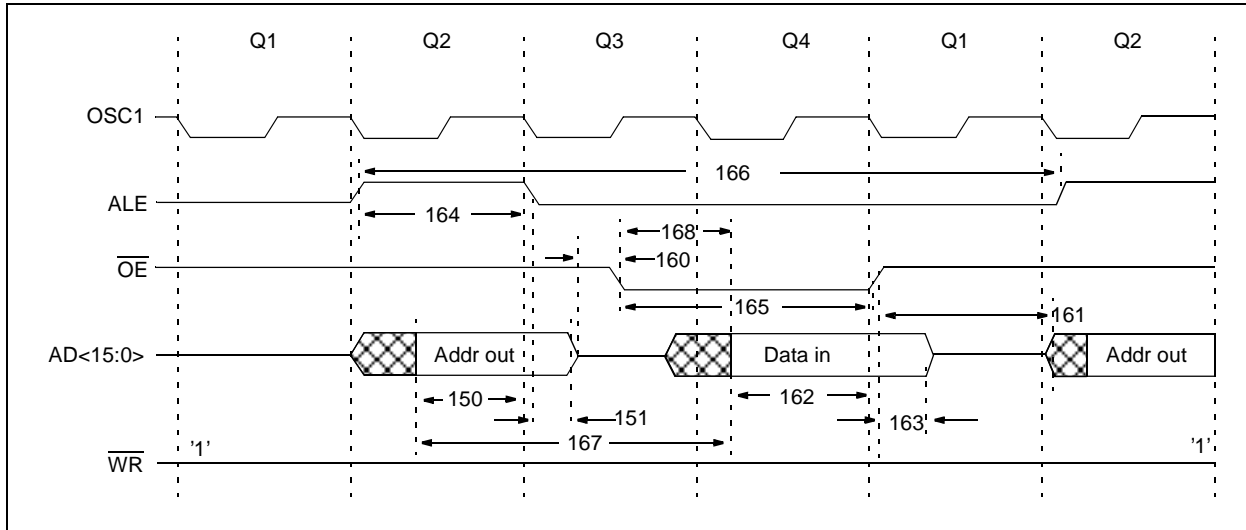 Q1 Q2 Q3 Q4 Q1 Q2
OSC1
166
ALE
164
168
OE
160
165
161
AD<15:0>
Addr out
Data in
Addr out
150
151
162
163
167
WR
'1'
'1'